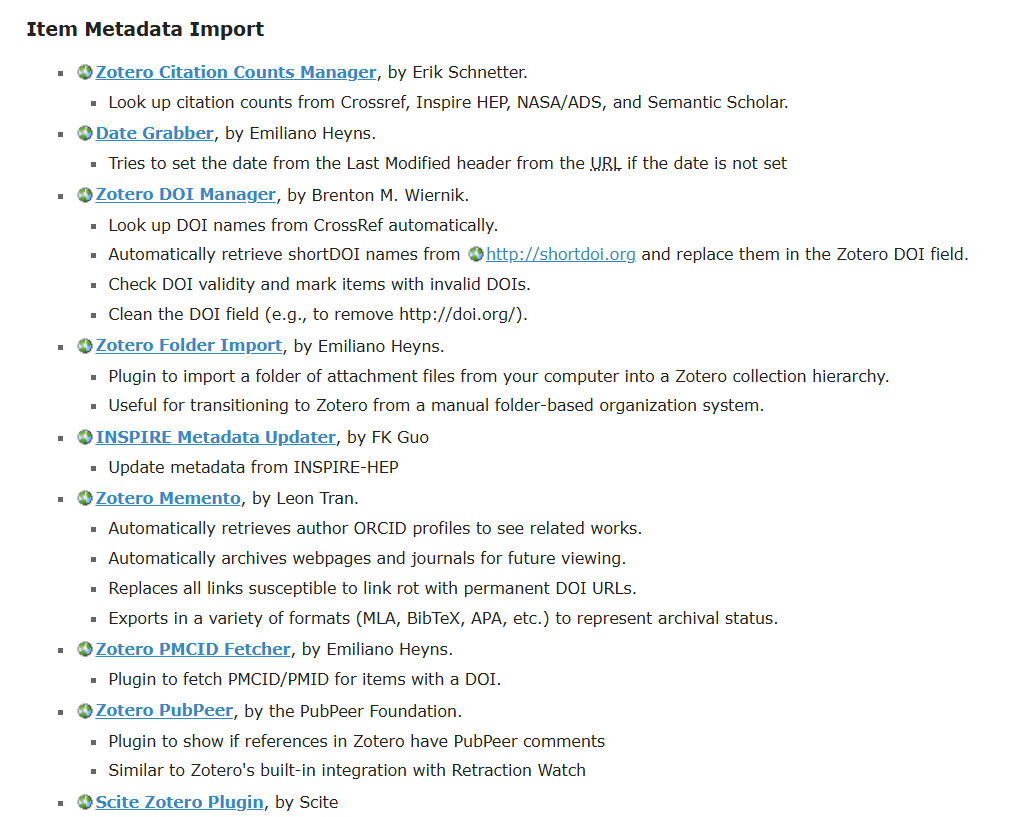 Item Metadata Import
Zotero Citation Counts Manager, by Erik Schnetter.
Look up citation counts from Crossref, Inspire HEP, NASA/ADS, and Semantic Scholar.
Date Grabber, by Emiliano Heyns.
Tries to set the date from the Last Modified header from the URL if the date is not set
Zotero DOI Manager, by Brenton M. Wiernik.
Look up DOI names from CrossRef automatically.
Automatically retrieve shortDOI names from http://shortdoi.org and replace them in the Zotero DOI field.
Check DOI validity and mark items with invalid DOIs.
Clean the DOI field (e.g., to remove http://doi.org/).
Zotero Folder Import, by Emiliano Heyns.
Plugin to import a folder of attachment files from your computer into a Zotero collection hierarchy.
Useful for transitioning to Zotero from a manual folder-based organization system.
INSPIRE Metadata Updater, by FK Guo
Update metadata from INSPIRE-HEP
Zotero Memento, by Leon Tran.
Automatically retrieves author ORCID profiles to see related works.
Automatically archives webpages and journals for future viewing.
Replaces all links susceptible to link rot with permanent DOI URLs.
Exports in a variety of formats (MLA, BibTeX, APA, etc.) to represent archival status.
Zotero PMCID Fetcher, by Emiliano Heyns.
Plugin to fetch PMCID/PMID for items with a DOI.
Zotero PubPeer, by the PubPeer Foundation.
Plugin to show if references in Zotero have PubPeer comments
Similar to Zotero's built-in integration with Retraction Watch
Scite Zotero Plugin, by Scite